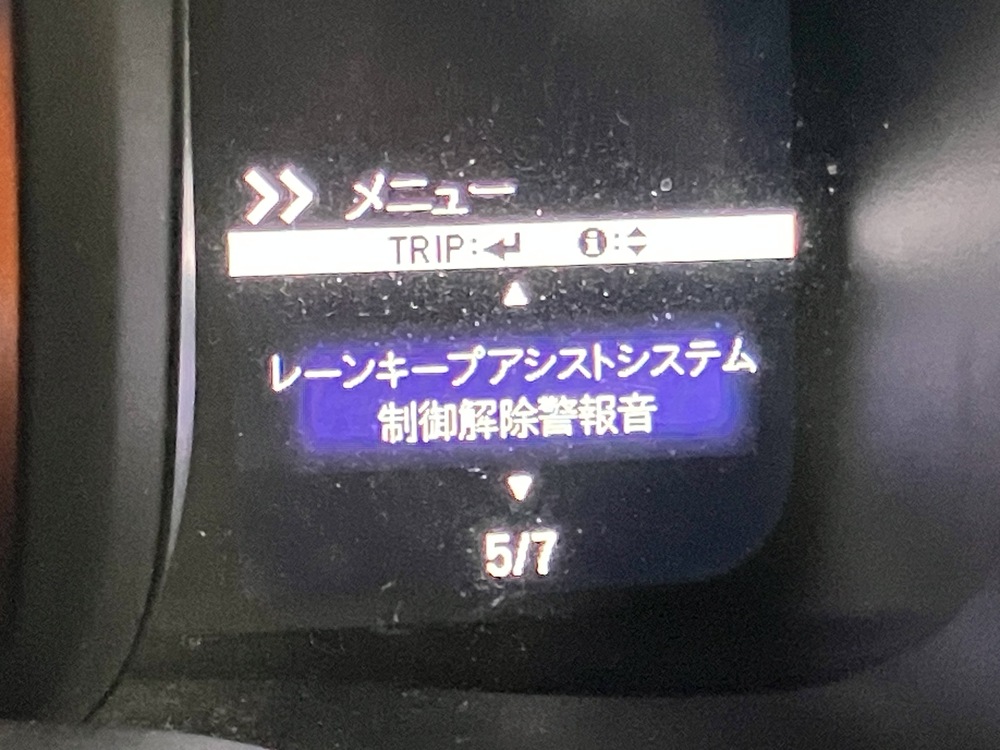 >> メニュー
TRIP:↵ ℹ:▲▼
▲
レーンキープアシストシステム
制御解除警報音
▼
5/7